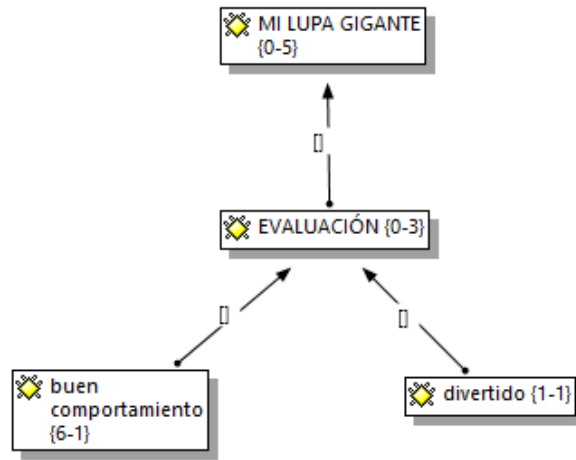 MI LUPA GIGANTE
{0-5}
[]
EVALUACIÓN {0-3}
[]
[]
buen
comportamiento
{6-1}
divertido {1-1}